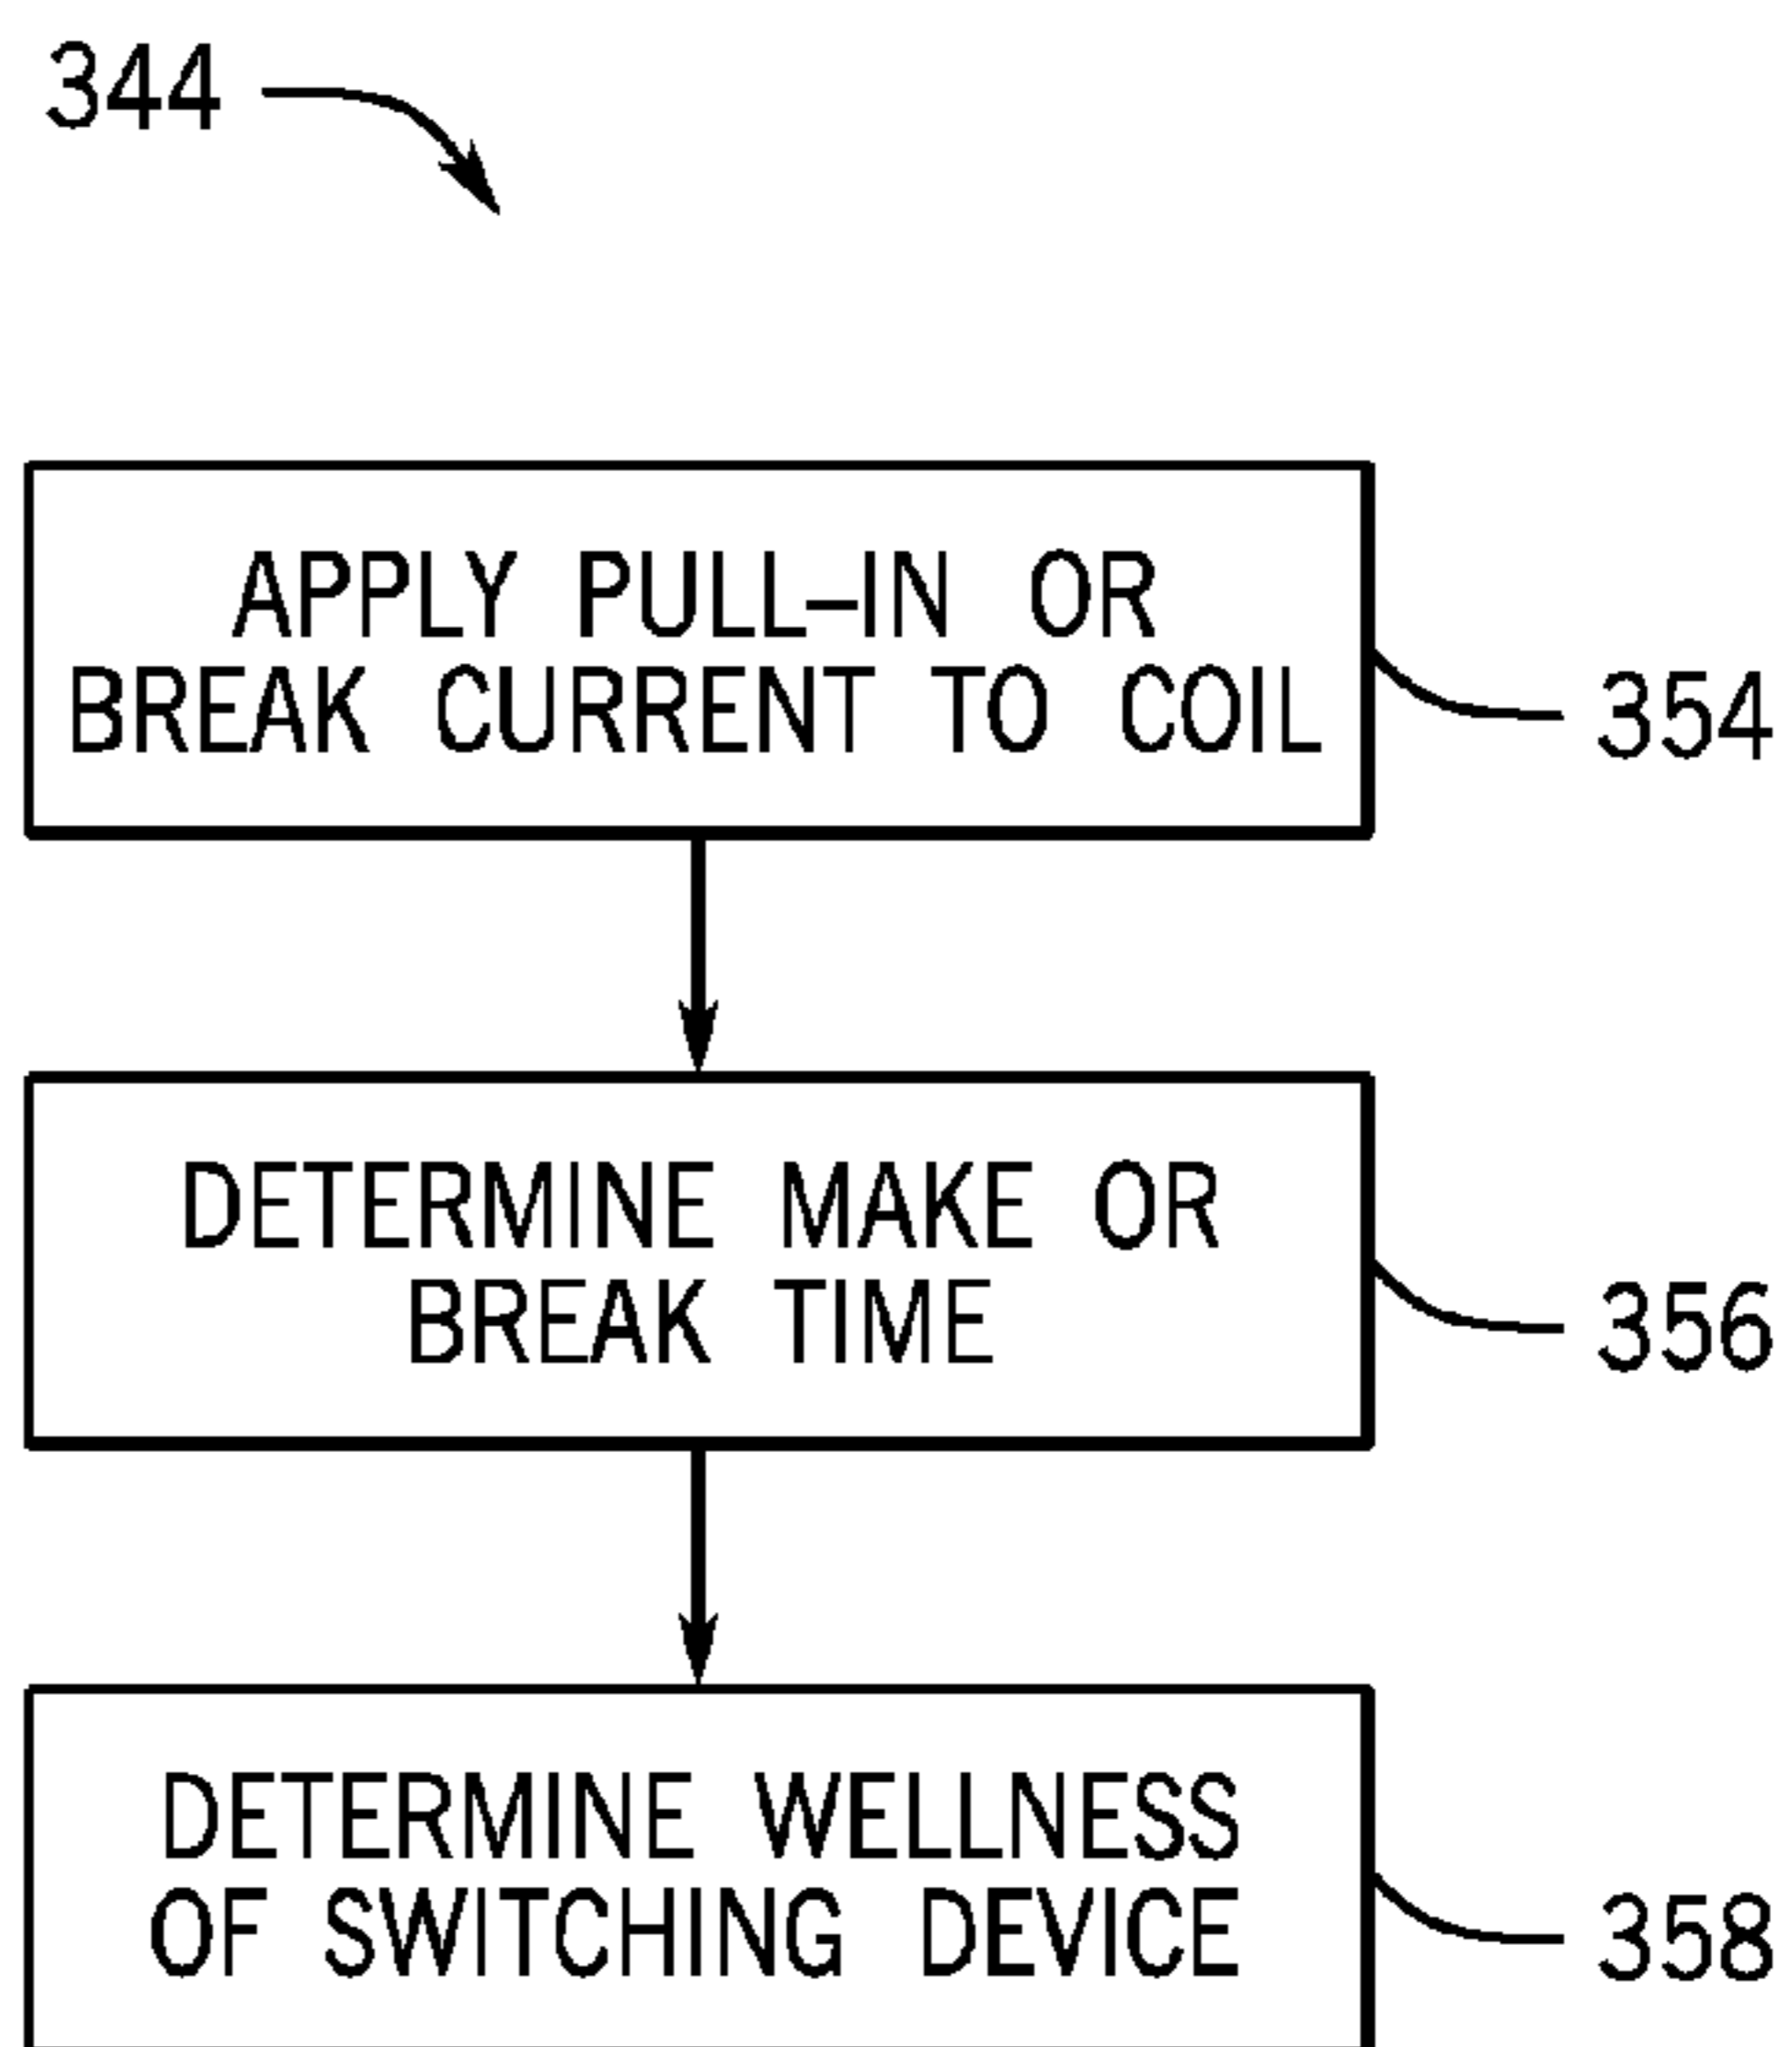 344
APPLY PULL–IN OR
BREAK CURRENT TO COIL
354
DETERMINE MAKE OR
BREAK TIME
356
DETERMINE WELLNESS
OF SWITCHING DEVICE
358